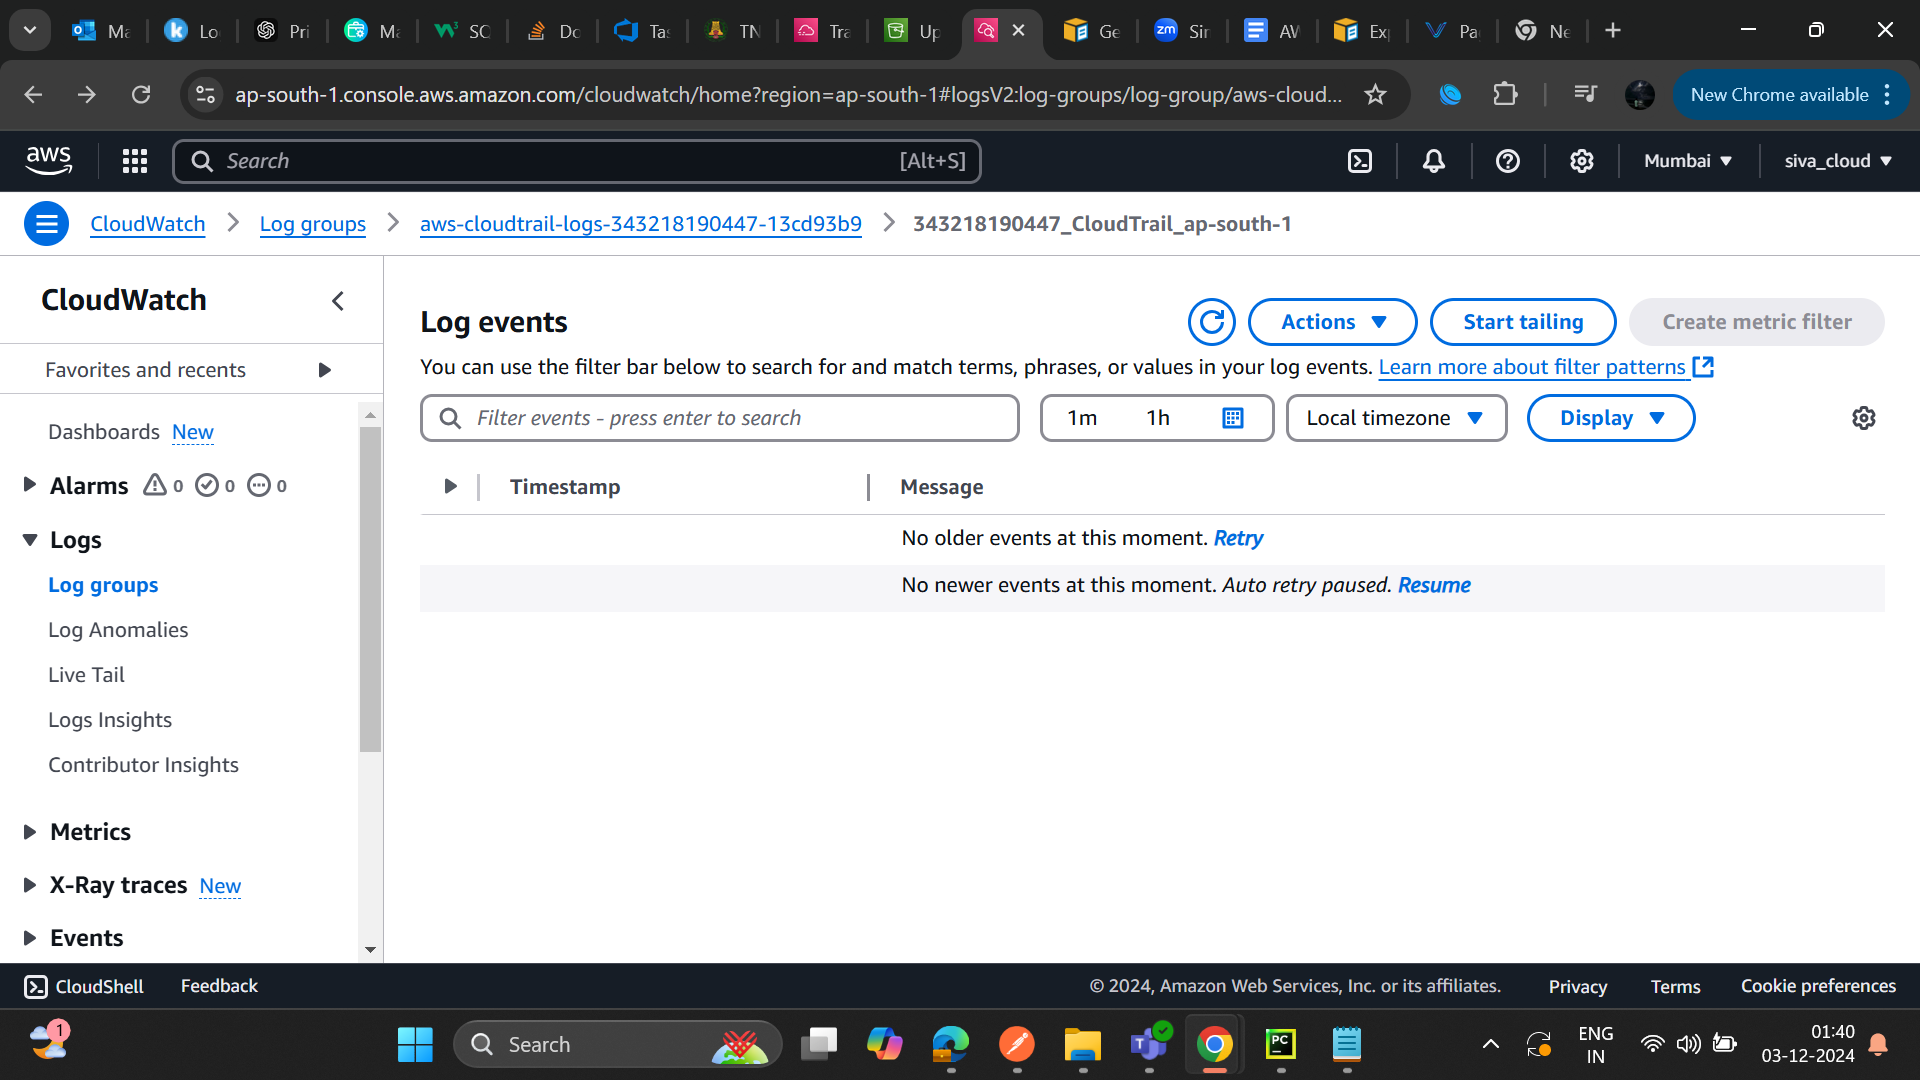 Ma
Lo
Pri
Ma
SQ
Do
Tas
TN
Tra
Up
Ge
zm
Sin
AW
Exp
Pa
Ne
ap-south-1.console.aws.amazon.com/cloudwatch/home?region=ap-south-1#logsV2:log-groups/log-group/aws-cloud...
New Chrome available
aws
Search
[Alt+S]
Mumbai
siva_cloud
CloudWatch
Log groups
aws-cloudtrail-logs-343218190447-13cd93b9
343218190447_CloudTrail_ap-south-1
CloudWatch
Favorites and recents
Dashboards New
Alarms 0 0 0
Logs
Log groups
Log Anomalies
Live Tail
Logs Insights
Contributor Insights
Metrics
X-Ray traces New
Events
Log events
Actions
Start tailing
Create metric filter
You can use the filter bar below to search for and match terms, phrases, or values in your log events. Learn more about filter patterns
Filter events - press enter to search
1m
1h
Local timezone
Display
Timestamp
Message
No older events at this moment. Retry
No newer events at this moment. Auto retry paused. Resume
CloudShell
Feedback
© 2024, Amazon Web Services, Inc. or its affiliates.
Privacy
Terms
Cookie preferences
1
Search
PC
ENG
IN
01:40
03-12-2024